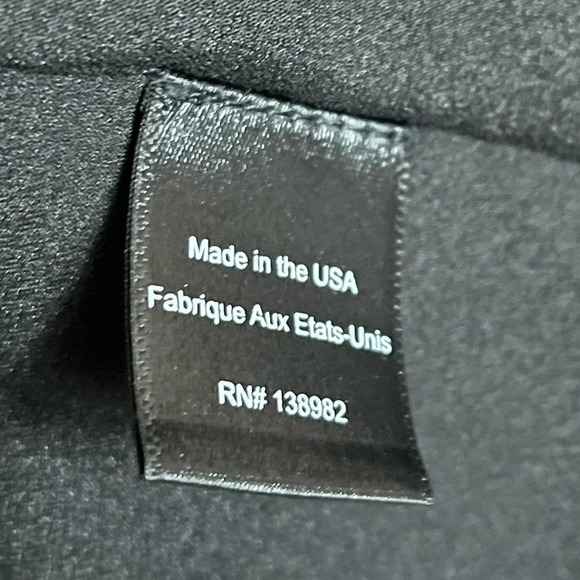 Made in the USA
Fabrique Aux Etats-Unis
RN# 138982